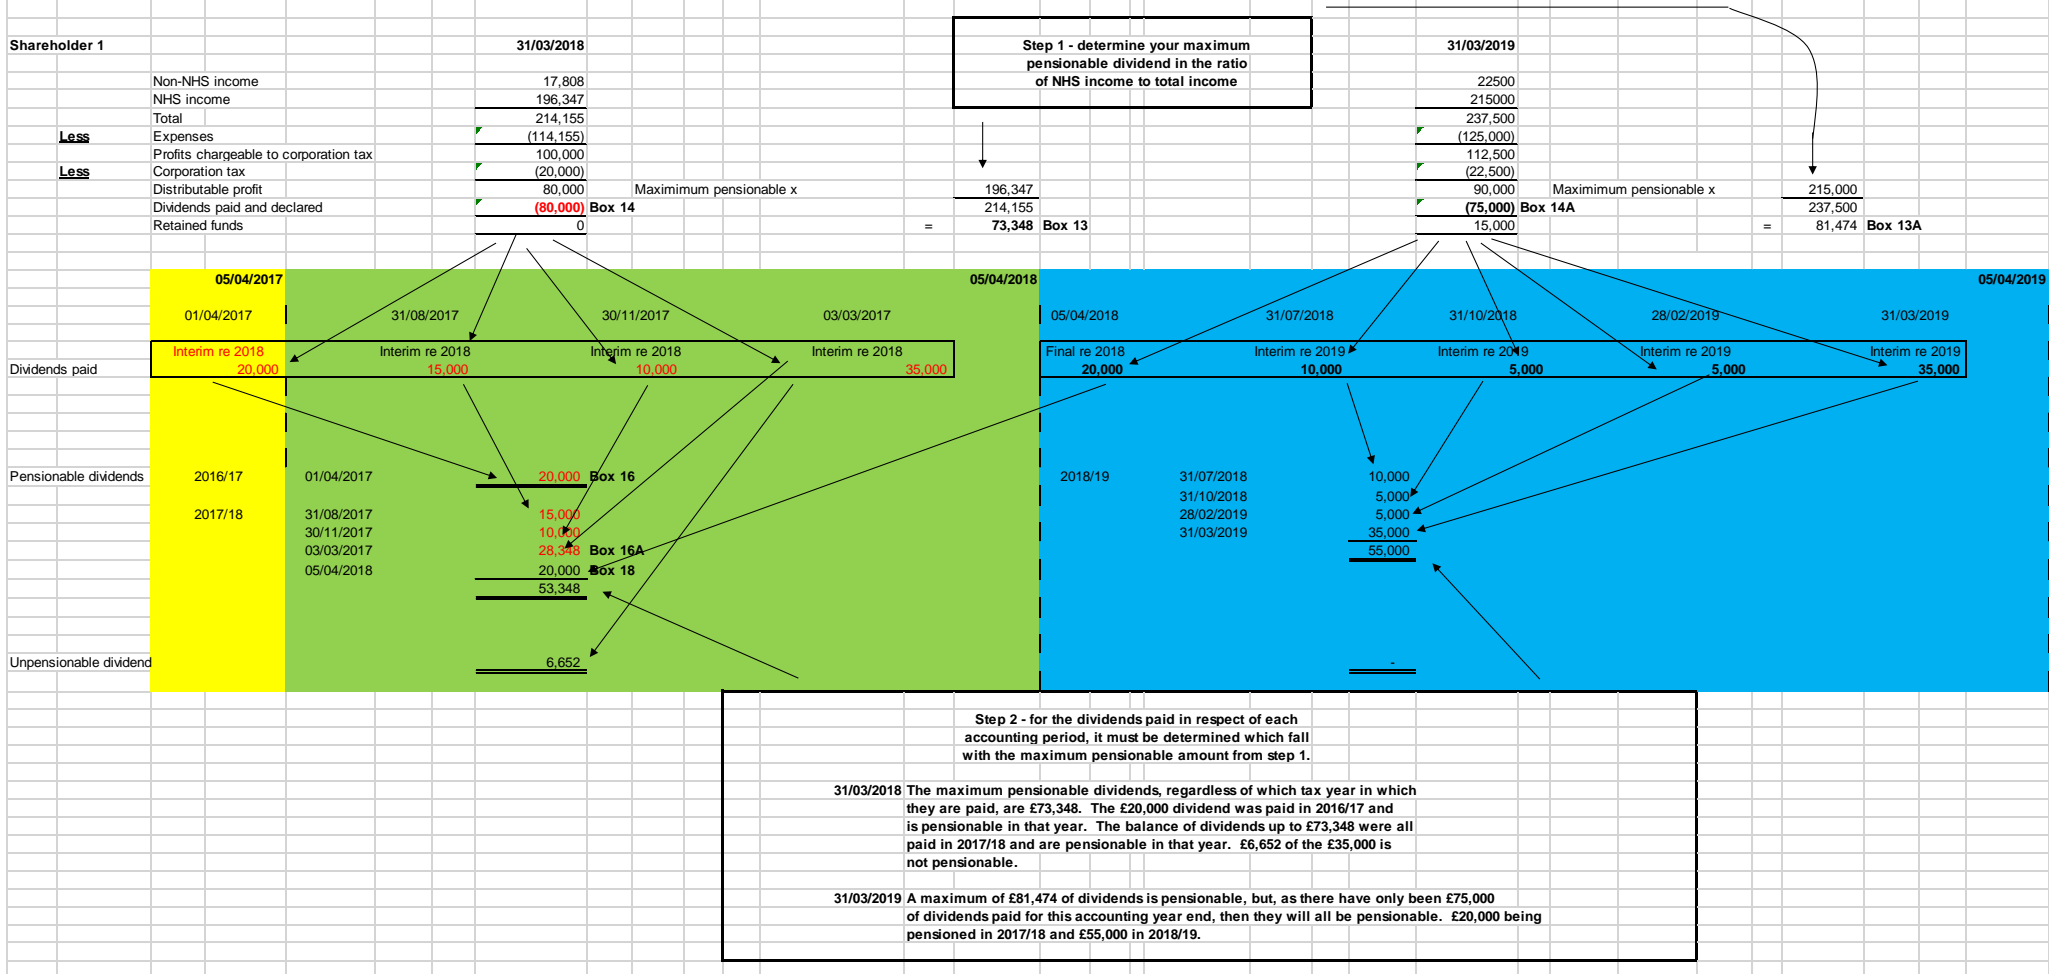 Shareholder 1 31/03/2018 Step 1 - determine your maximum 31/03/2019
pensionable dividend in the ratio
Non-NHS income 17,808 of NHS income to total income 22500
NHS income 196,347 215000
Total 214,155 237,500
Less Expenses (114,155) (125,000)
Profits chargeable to corporation tax 100,000 112,500
Less Corporation tax (20,000) (22,500)
Distributable profit 80,000 Maximimum pensionable x 196,347 90,000 Maximimum pensionable x 215,000
Dividends paid and declared (80,000) Box 14 214,155 (75,000) Box 14A 237,500
Retained funds 0 = 73,348 Box 13 15,000 = 81,474 Box 13A
05/04/2017 05/04/2018 05/04/2019
01/04/2017 31/08/2017 30/11/2017 03/03/2017 05/04/2018 31/07/2018 31/10/2018 28/02/2019 31/03/2019
Interim re 2018 Interim re 2018 Interim re 2018 Interim re 2018 Final re 2018 Interim re 2019 Interim re 2019 Interim re 2019 Interim re 2019
Dividends paid 20,000 15,000 10,000 35,000 20,000 10,000 5,000 5,000 35,000
Pensionable dividends 2016/17 01/04/2017 20,000 Box 16 2018/19 31/07/2018 10,000
31/10/2018 5,000
2017/18 31/08/2017 15,000 28/02/2019 5,000
30/11/2017 10,000 31/03/2019 35,000
03/03/2017 28,348 Box 16A 55,000
05/04/2018 20,000 Box 18
53,348
Unpensionable dividend 6,652 -
Step 2 - for the dividends paid in respect of each
accounting period, it must be determined which fall
with the maximum pensionable amount from step 1.
31/03/2018 The maximum pensionable dividends, regardless of which tax year in which
they are paid, are £73,348. The £20,000 dividend was paid in 2016/17 and
is pensionable in that year. The balance of dividends up to £73,348 were all
paid in 2017/18 and are pensionable in that year. £6,652 of the £35,000 is
not pensionable.
31/03/2019 A maximum of £81,474 of dividends is pensionable, but, as there have only been £75,000
of dividends paid for this accounting year end, then they will all be pensionable. £20,000 being
pensioned in 2017/18 and £55,000 in 2018/19.